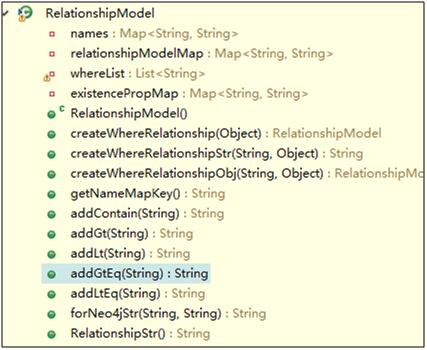 RelationshipModel
names : Map<String, String>
relationshipModelMap : Map<String, String>
whereList : List<String>
existencePropMap : Map<String, String>
RelationshipModel()
createWhereRelationship(Object) : RelationshipModel
createWhereRelationshipStr(String, Object) : String
createWhereRelationshipObj(String, Object) : RelationshipMo
getNameMapKey() : String
addContain(String) : String
addGt(String) : String
addLt(String) : String
addGtEq(String) : String
addLtEq(String) : String
forNeo4jStr(String, String) : String
RelationshipStr() : String